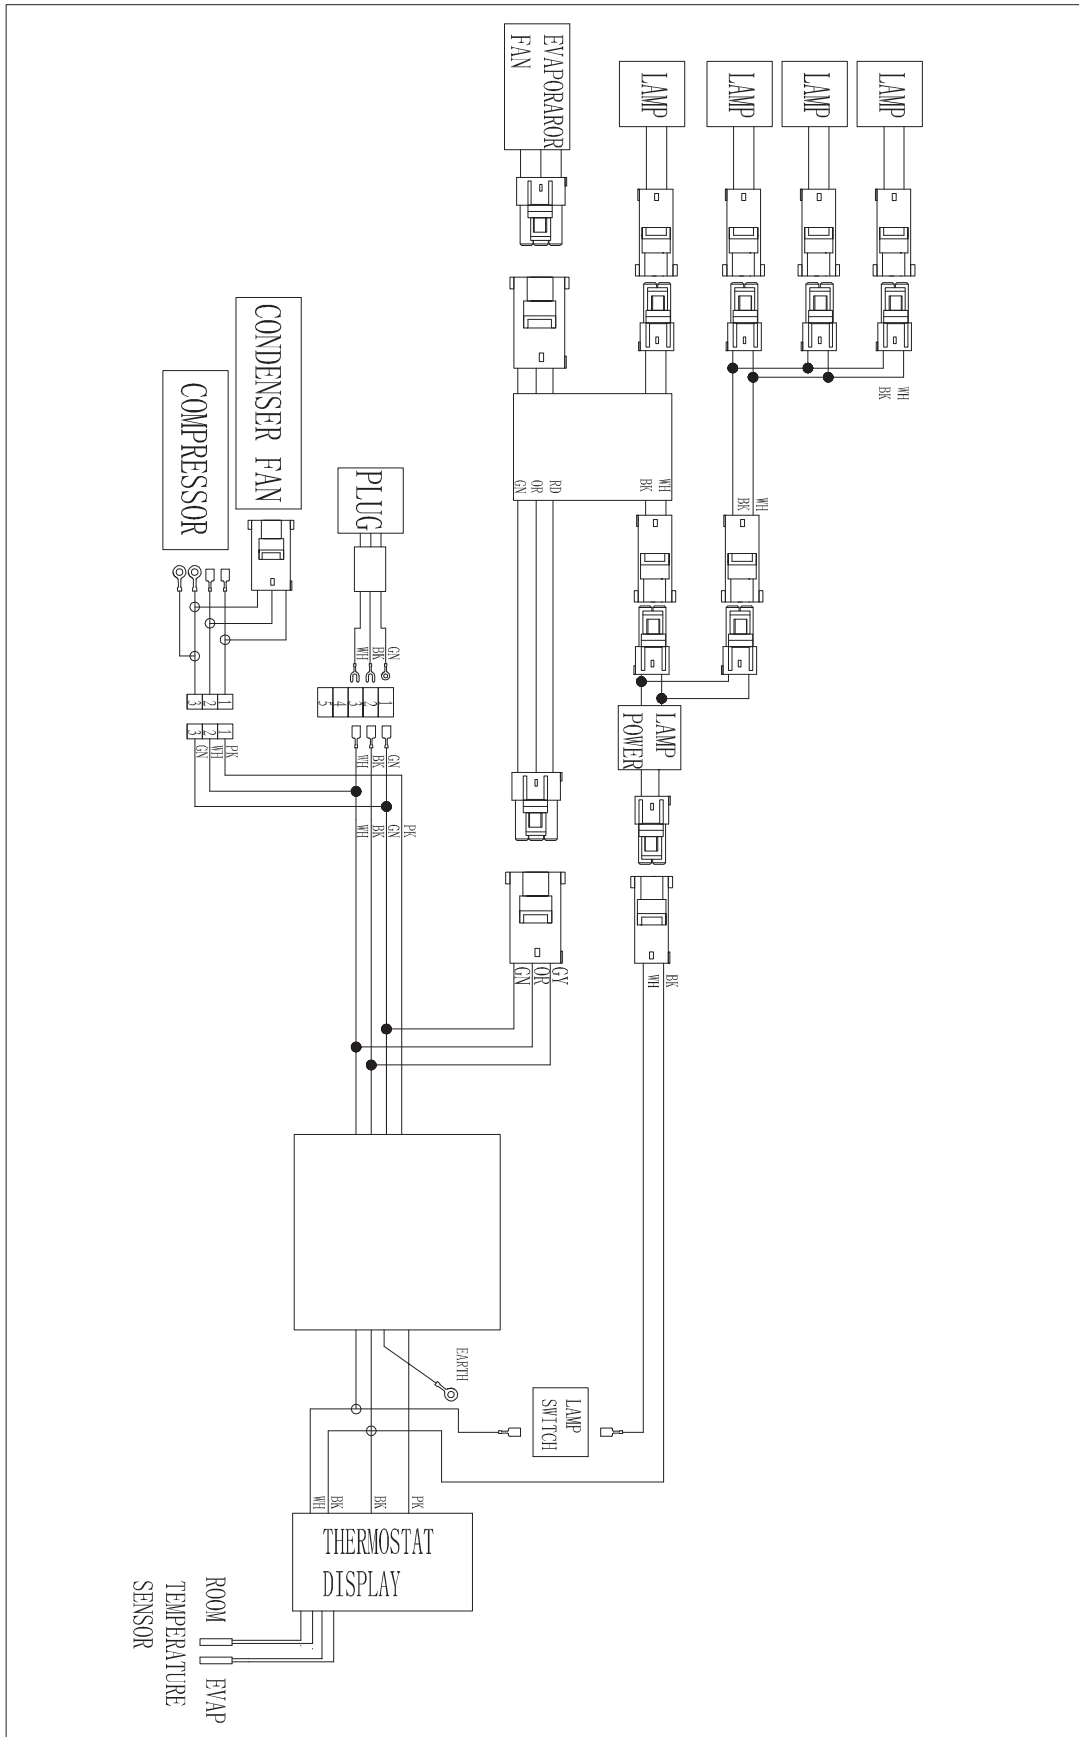 EVAPORAROR
FAN
LAMP
LAMP
LAMP
LAMP
WH
BK
CONDENSER FAN
COMPRESSOR
PLUG
GN
OR
RD
BK
WH
WH
BK
WH
BK
GN
5
4
3
2
1
3
2
1
3
2
1
GN
WH
PK
WH
BK
GN
WH
BK
GN
PK
LAMP
POWER
GN
OR
GY
WH
BK
EARTH
LAMP
SWITCH
WH
BK
BK
PK
THERMOSTAT
DISPLAY
ROOM EVAP
TEMPERATURE
SENSOR